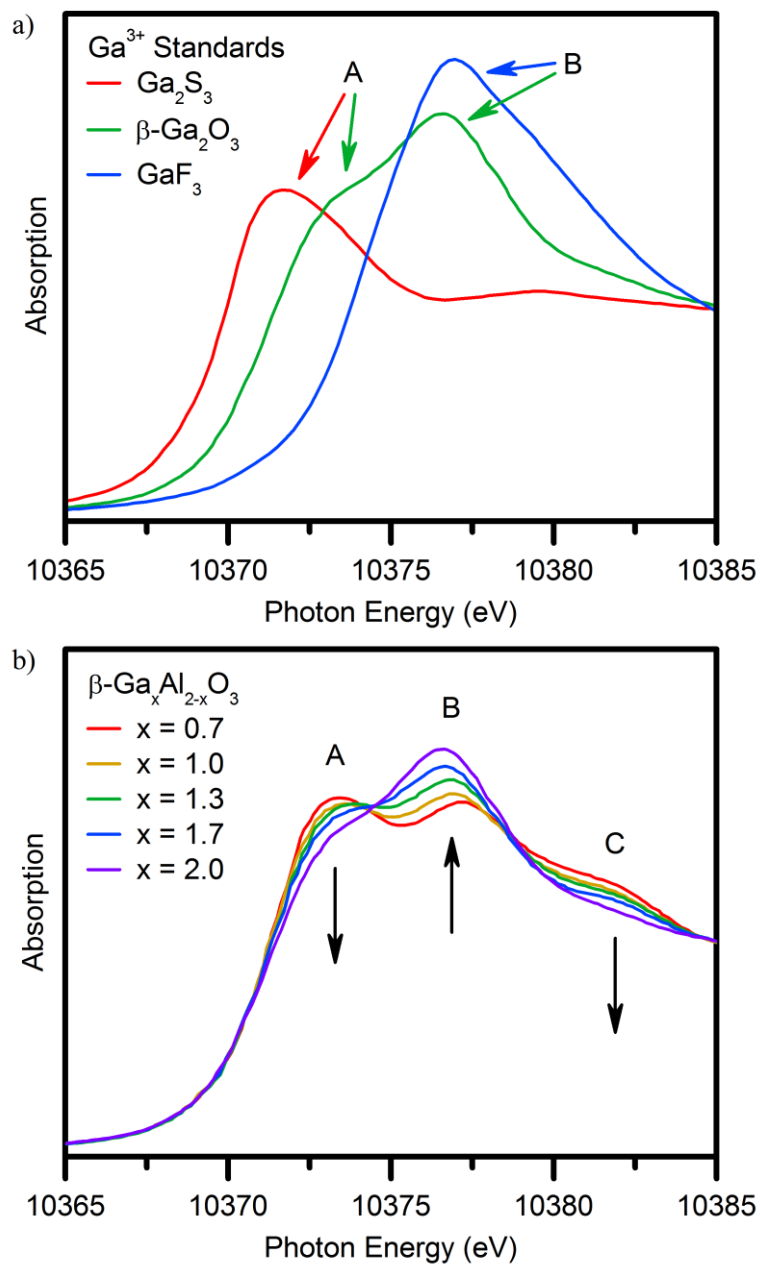 a)
Ga³⁺ Standards
Ga₂S₃
β-Ga₂O₃
GaF₃
A
B
Absorption
10365 10370 10375 10380 10385
Photon Energy (eV)
b)
β-GaₓAl₂₋ₓO₃
x = 0.7
x = 1.0
x = 1.3
x = 1.7
x = 2.0
A
B
C
Absorption
10365 10370 10375 10380 10385
Photon Energy (eV)